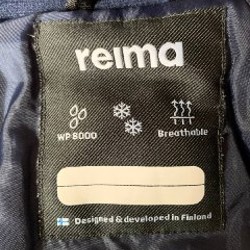 reima
WP 8000
Breathable
Designed & developed in Finland